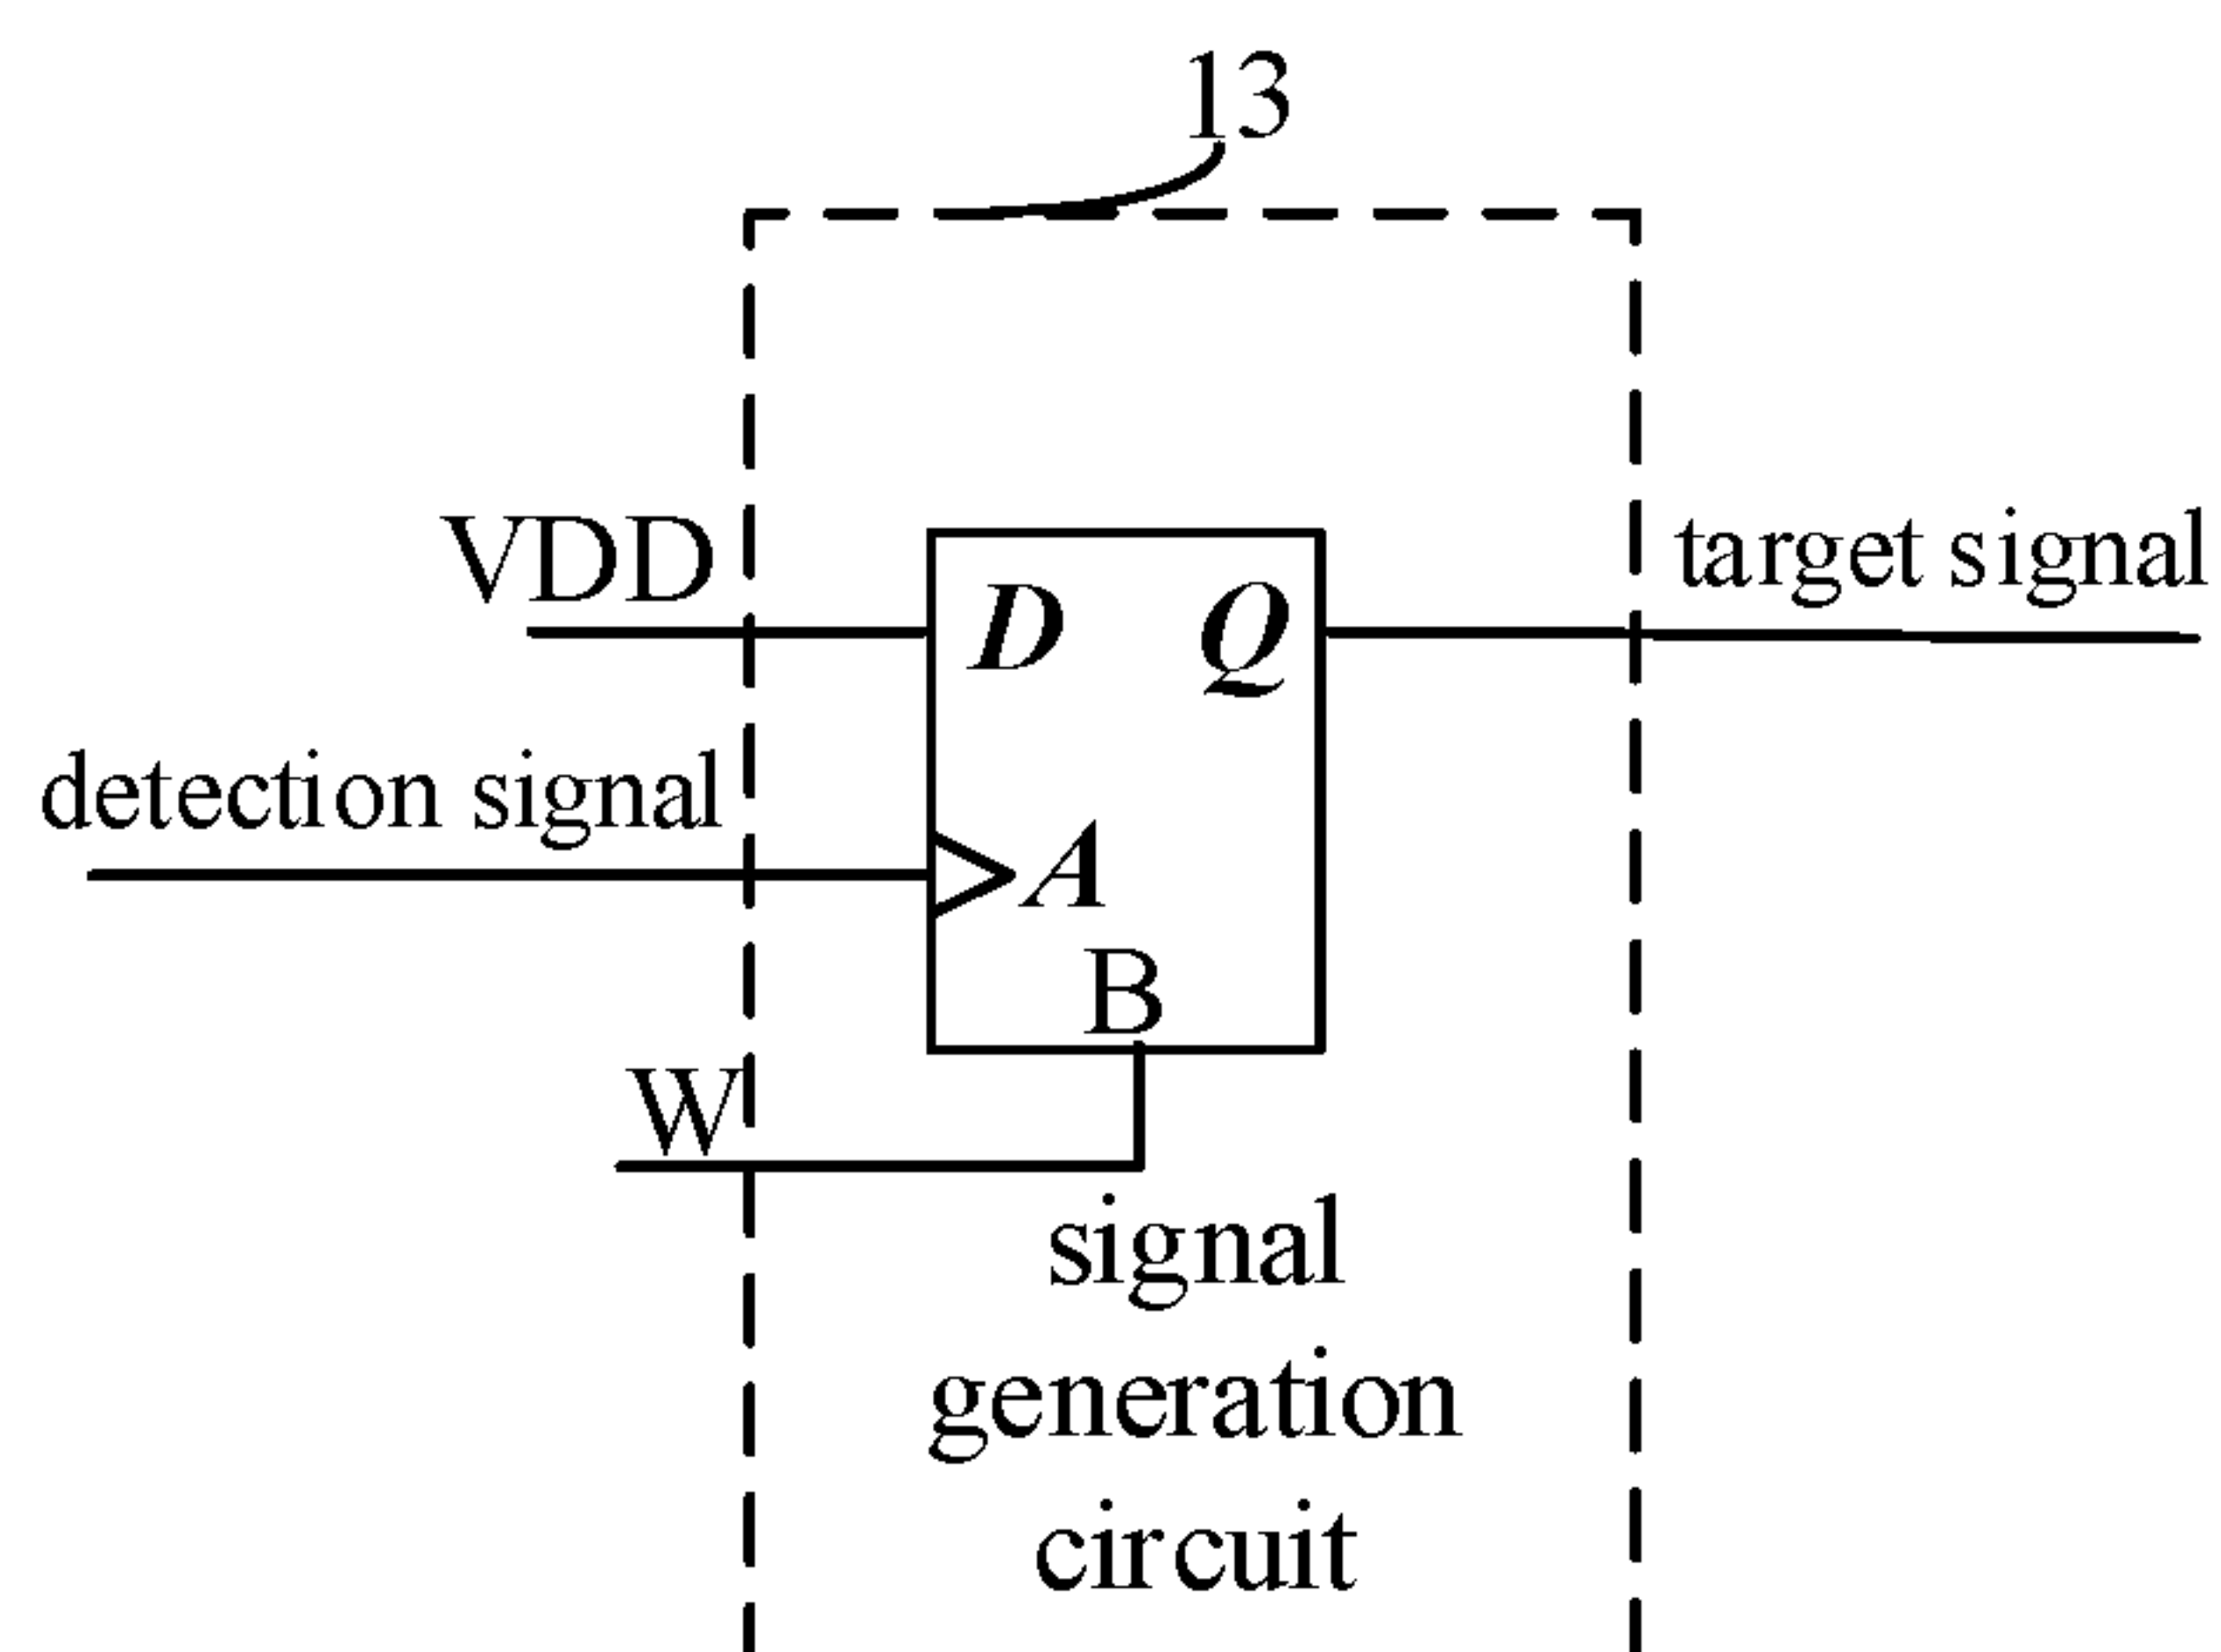 13
VDD
target signal
D
Q
detection signal
A
B
W
signal
generation
circuit